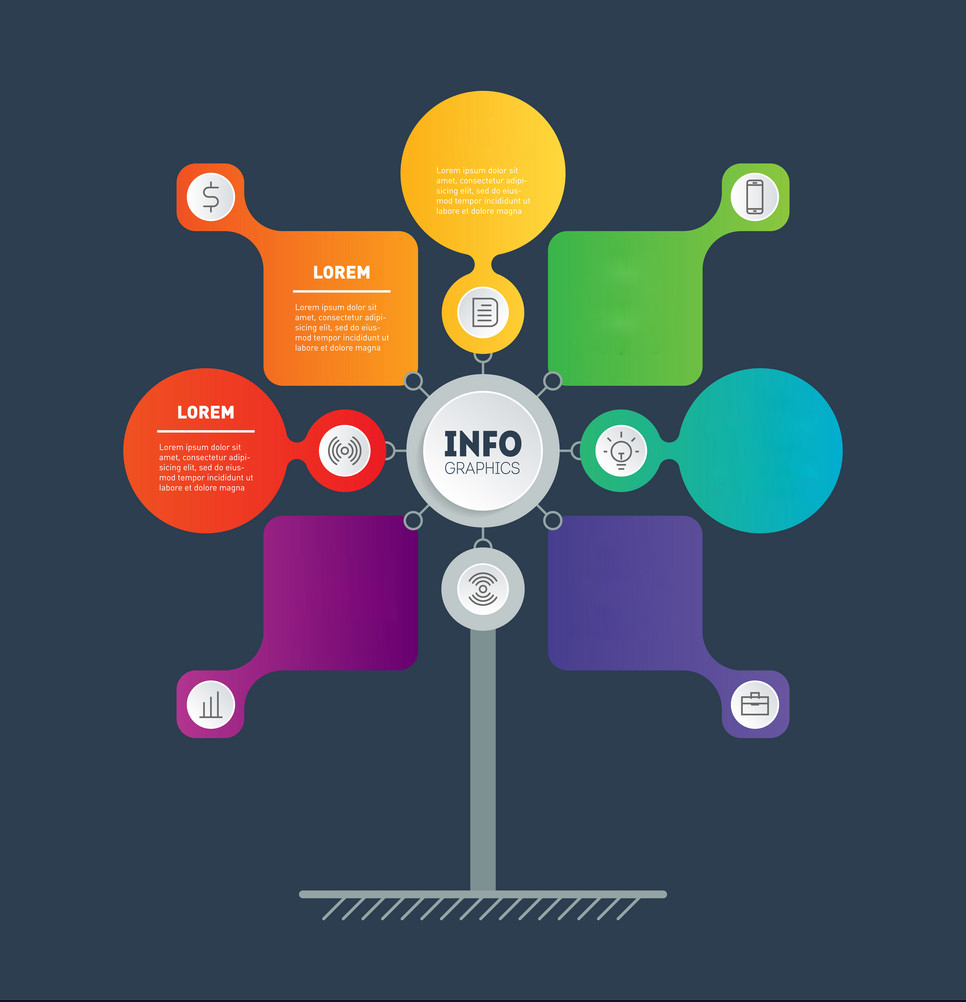 Lorem ipsum dolor sit
amet, consectetur adipi-
sicing elit, sed do eius-
mod tempor incididunt ut
labore et dolore magna
LOREM
Lorem ipsum dolor sit
amet, consectetur adipi-
sicing elit, sed do eius-
mod tempor incididunt ut
labore et dolore magna
LOREM
Lorem ipsum dolor sit
amet, consectetur adipi-
sicing elit, sed do eius-
mod tempor incididunt ut
labore et dolore magna
INFO
GRAPHICS